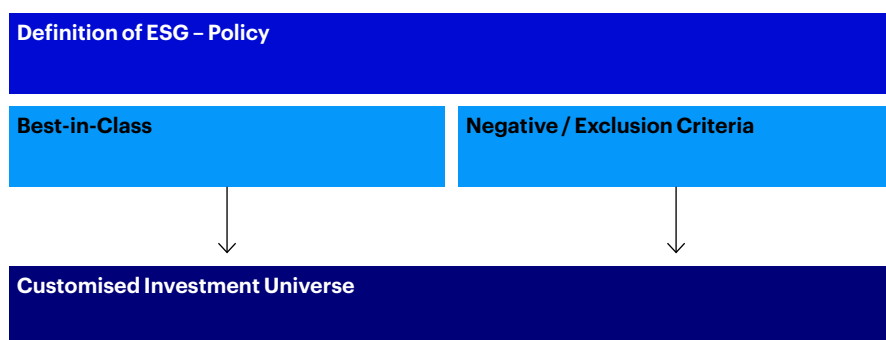 Definition of ESG – Policy
Best-in-Class
Negative / Exclusion Criteria
Customised Investment Universe